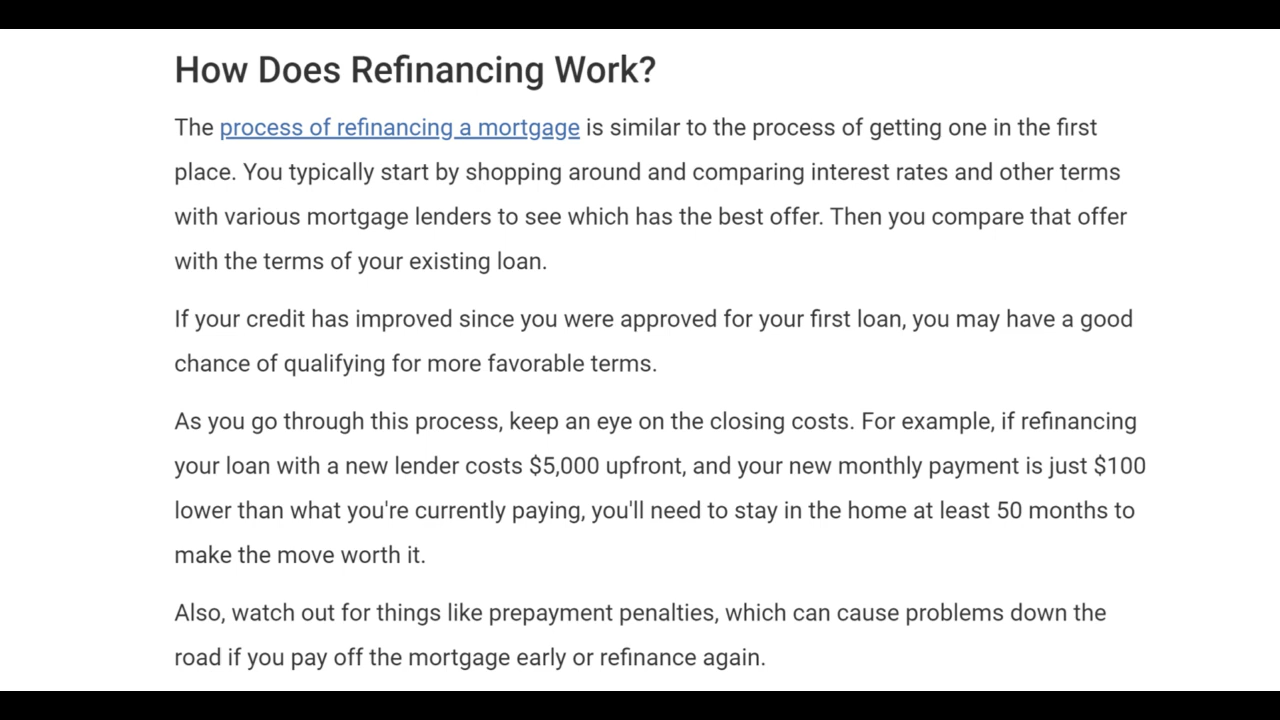 How Does Refinancing Work?
The process of refinancing a mortgage is similar to the process of getting one in the first
place. You typically start by shopping around and comparing interest rates and other terms
with various mortgage lenders to see which has the best offer. Then you compare that offer
with the terms of your existing loan.
If your credit has improved since you were approved for your first loan, you may have a good
chance of qualifying for more favorable terms.
As you go through this process, keep an eye on the closing costs. For example, if refinancing
your loan with a new lender costs $5,000 upfront, and your new monthly payment is just $100
lower than what you're currently paying, you'll need to stay in the home at least 50 months to
make the move worth it.
Also, watch out for things like prepayment penalties, which can cause problems down the
road if you pay off the mortgage early or refinance again.